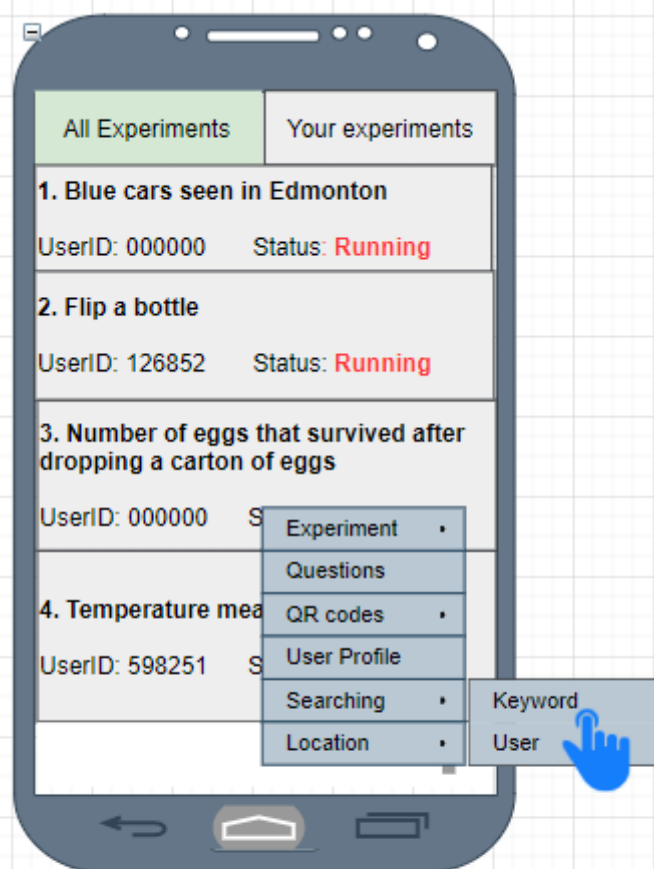 All Experiments Your experiments
1. Blue cars seen in Edmonton
UserID: 000000 Status: Running
2. Flip a bottle
UserID: 126852 Status: Running
3. Number of eggs that survived after
dropping a carton of eggs
UserID: 000000 S
4. Temperature mea
UserID: 598251 S
Experiment
Questions
QR codes
User Profile
Searching
Location
Keyword
User